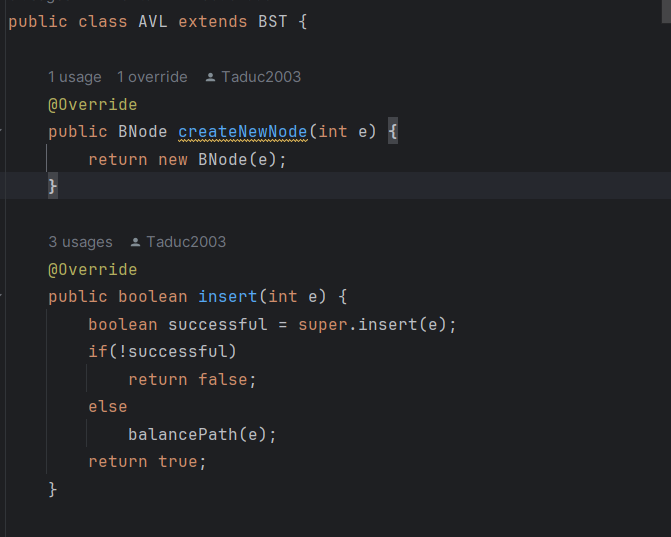 public class AVL extends BST {
1 usage 1 override Taduc2003
@Override
public BNode createNewNode(int e) {
return new BNode(e);
}
3 usages Taduc2003
@Override
public boolean insert(int e) {
boolean successful = super.insert(e);
if(!successful)
return false;
else
balancePath(e);
return true;
}